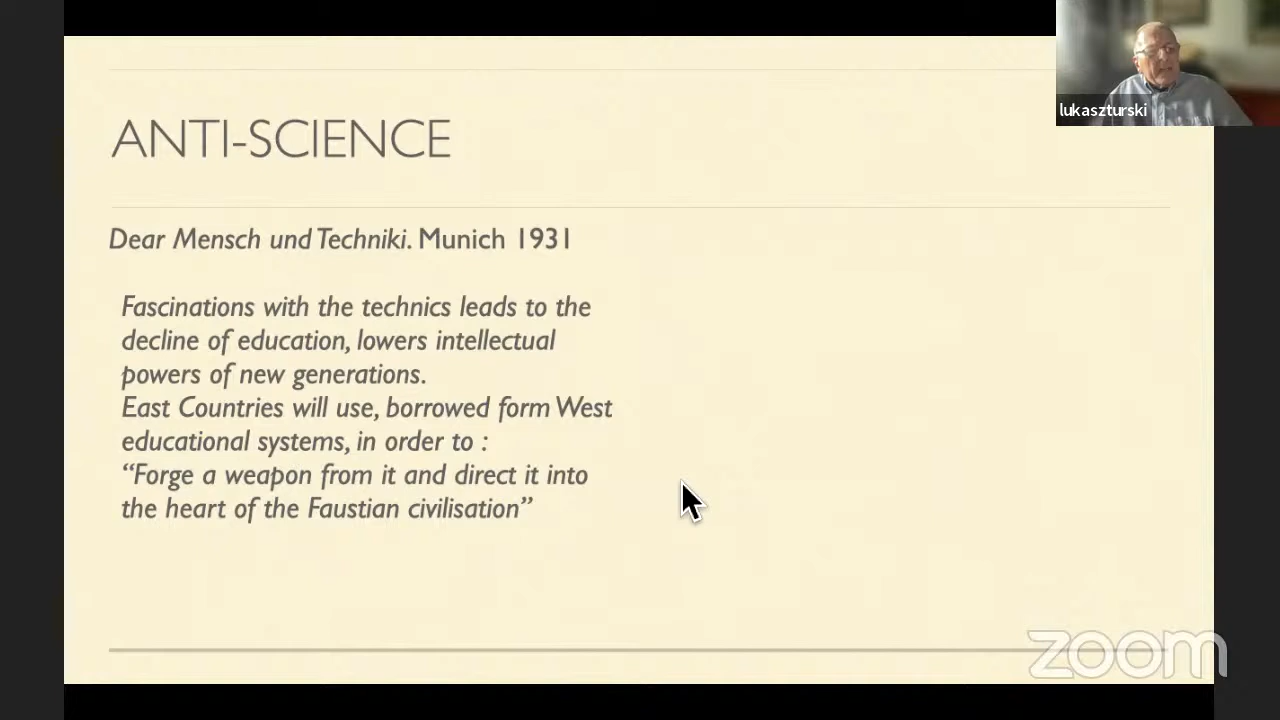 lukaszturski
ANTI-SCIENCE
Dear Mensch und Techniki. Munich 1931
Fascinations with the technics leads to the
decline of education, lowers intellectual
powers of new generations.
East Countries will use, borrowed form West
educational systems, in order to :
“Forge a weapon from it and direct it into
the heart of the Faustian civilisation”
zoom